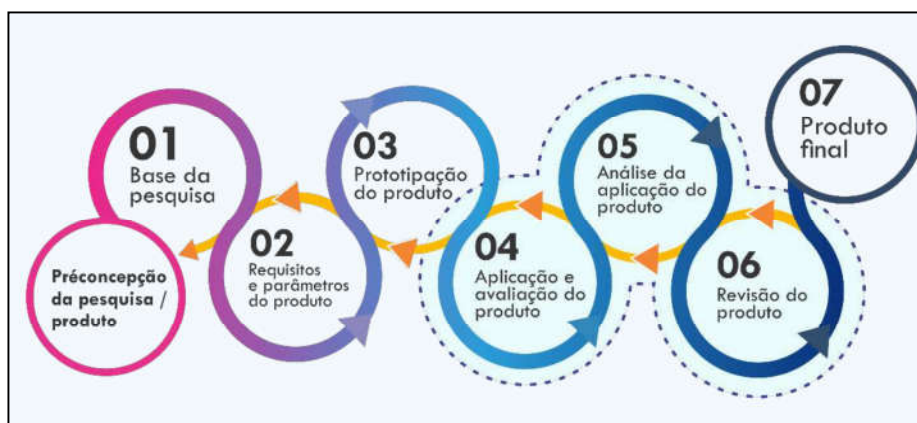 Préconcepção
da pesquisa /
produto
01
Base da
pesquisa
02
Requisitos
e parâmetros
do produto
03
Prototipação
do produto
04
Aplicação e
avaliação do
produto
05
Análise da
aplicação do
produto
06
Revisão do
produto
07
Produto
final